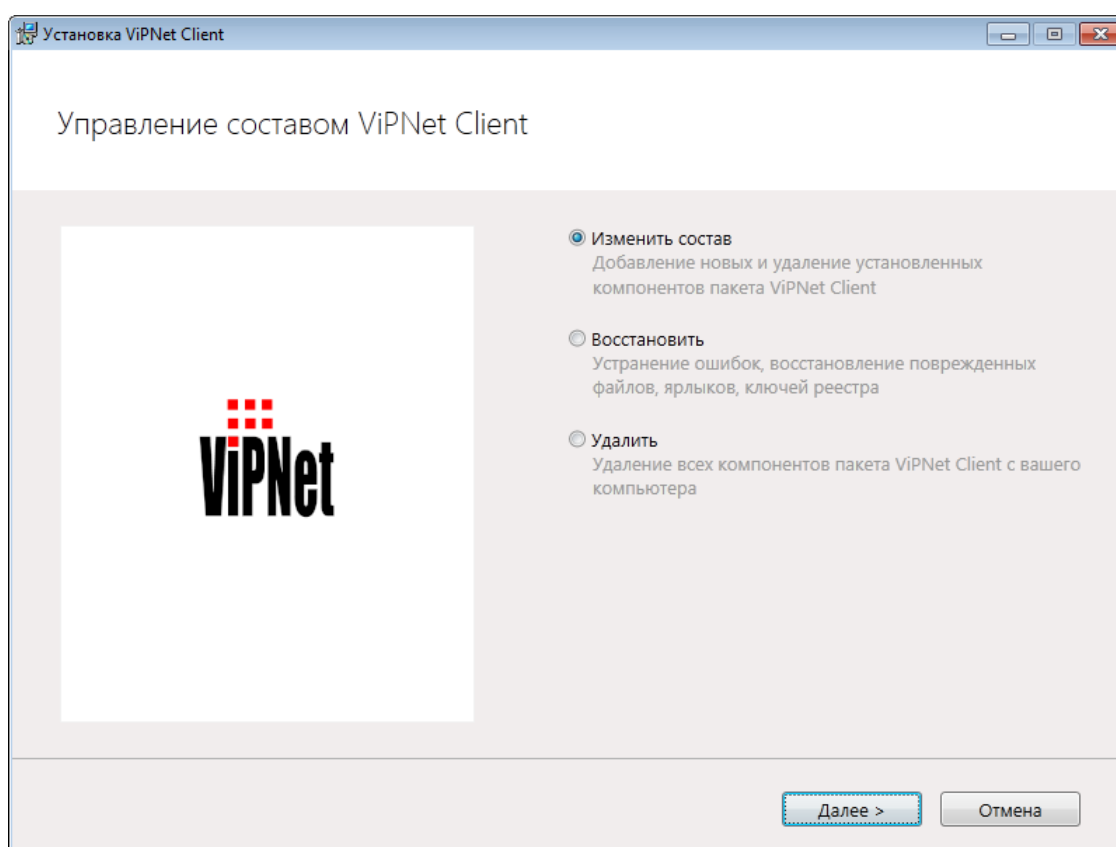 Установка ViPNet Client
Управление составом ViPNet Client
Изменить состав
Добавление новых и удаление установленных
компонентов пакета ViPNet Client
Восстановить
Устранение ошибок, восстановление поврежденных
файлов, ярлыков, ключей реестра
Удалить
Удаление всех компонентов пакета ViPNet Client с вашего
компьютера
ViPNet
Далее >
Отмена